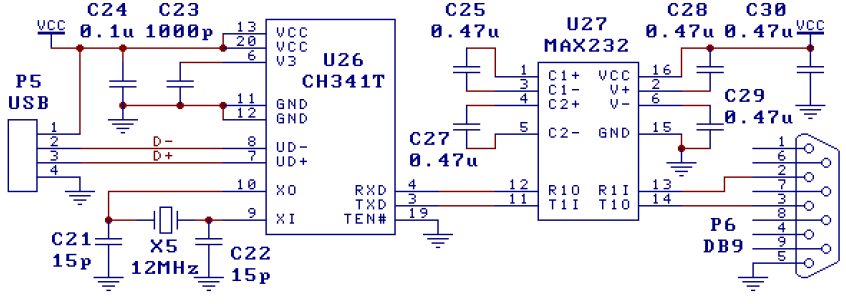 C24 C23 C25 U27 C28 C30
VCC 0.1u 1000p 0.47u MAX232 0.47u 0.47u VCC
13 VCC
20 VCC
6 V3
U26
CH341T
11 GND
12 GND
8 UD-
7 UD+
10 XO
9 XI
RXD 4
TXD 3
TEN# 19
P5
USB
1
2 D-
3 D+
4
C21
15p
X5
12MHz
C22
15p
1 C1+
3 C1-
4 C2+
5 C2-
VCC 16
V+ 2
V- 6
GND 15
C27
0.47u
C29
0.47u
12 R1O R1I 13
11 T1I T1O 14
P6
DB9
1
6
2
7
3
8
4
9
5